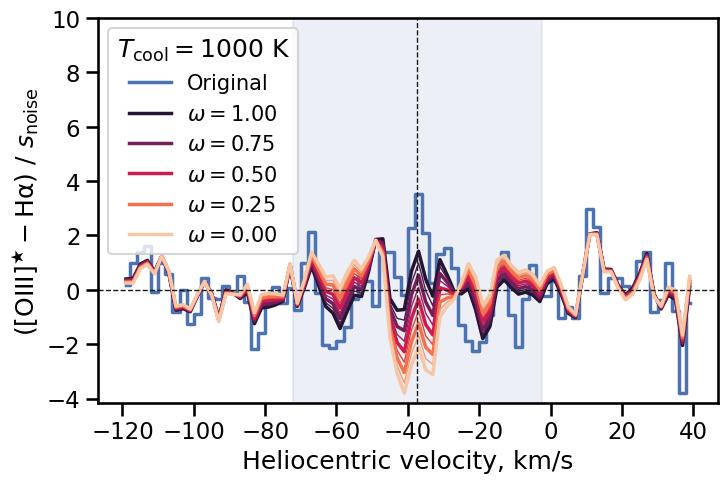 T_cool = 1000 K
Original
ω = 1.00
ω = 0.75
ω = 0.50
ω = 0.25
ω = 0.00
10
8
6
4
2
0
−2
−4
([OIII]★ − Hα) / s_noise
−120 −100 −80 −60 −40 −20 0 20 40
Heliocentric velocity, km/s